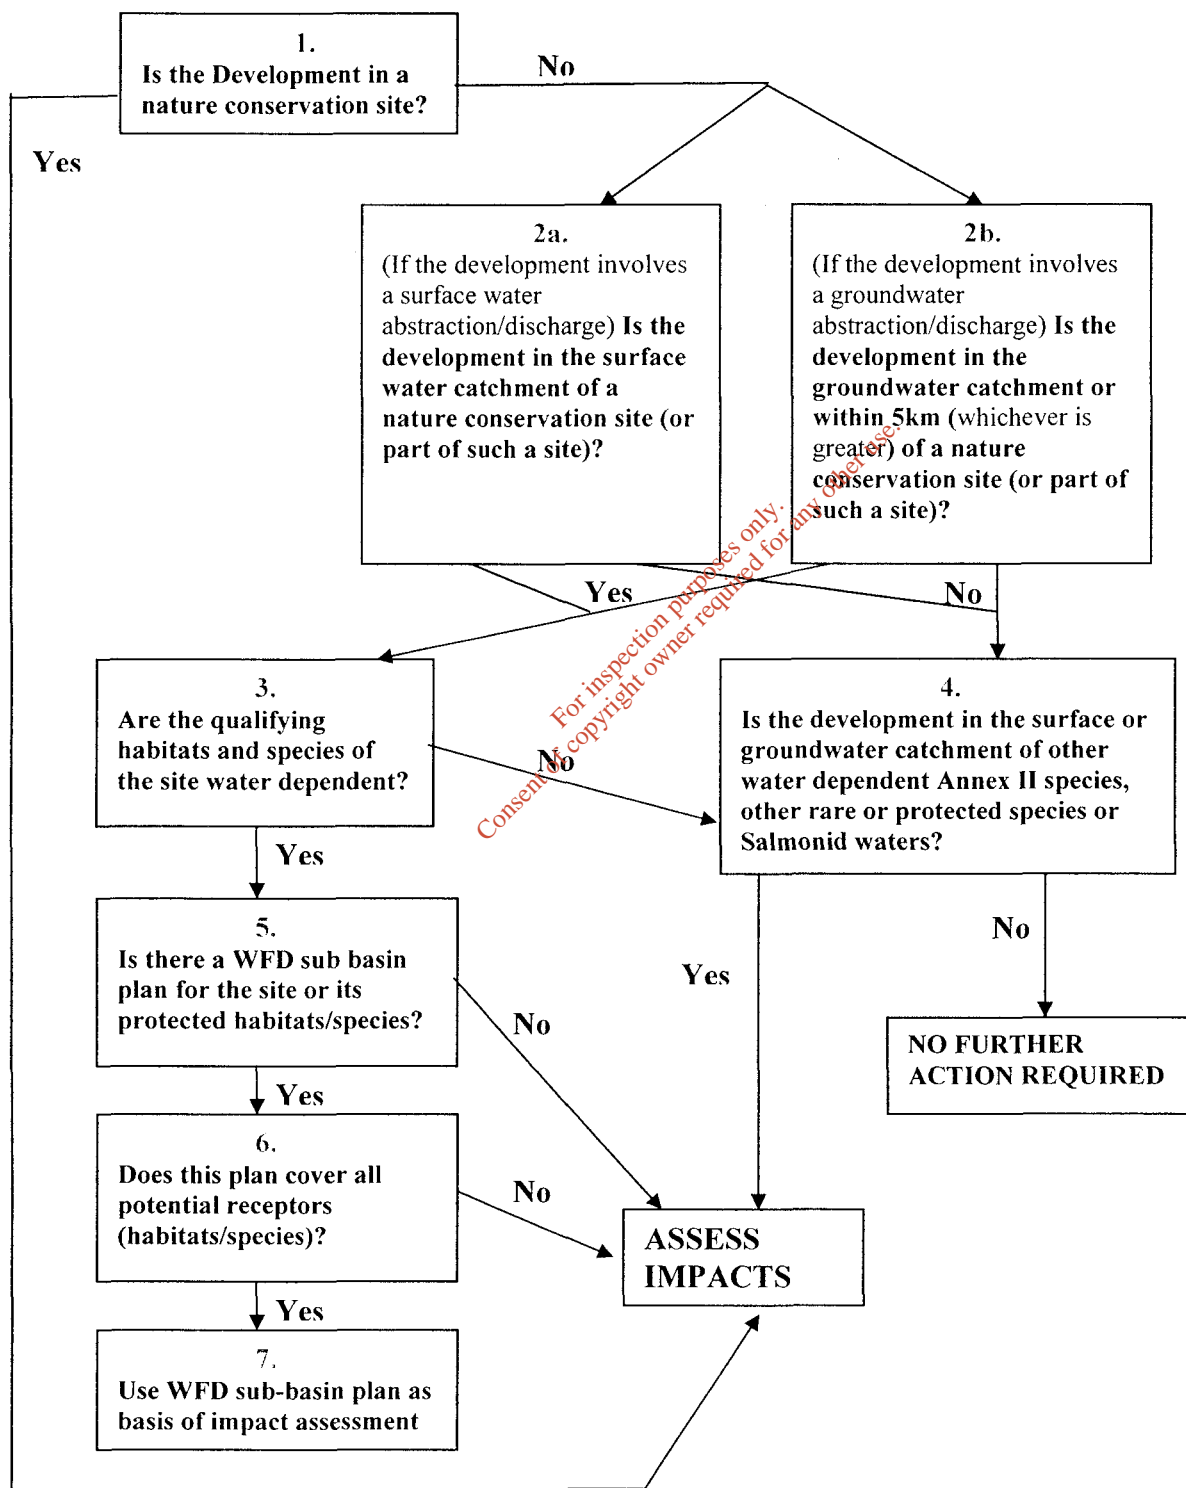 1.
Is the Development in a
nature conservation site?
No
Yes
2a.
(If the development involves
a surface water
abstraction/discharge) Is the
development in the surface
water catchment of a
nature conservation site (or
part of such a site)?
2b.
(If the development involves
a groundwater
abstraction/discharge) Is the
development in the
groundwater catchment or
within 5km (whichever is
greater) of a nature
conservation site (or part of
such a site)?
Yes
No
For inspection purposes only.
Consent of copyright owner required for any other use.
3.
Are the qualifying
habitats and species of
the site water dependent?
No
4.
Is the development in the surface or
groundwater catchment of other
water dependent Annex II species,
other rare or protected species or
Salmonid waters?
Yes
5.
Is there a WFD sub basin
plan for the site or its
protected habitats/species?
No
Yes
No
NO FURTHER
ACTION REQUIRED
Yes
6.
Does this plan cover all
potential receptors
(habitats/species)?
No
ASSESS
IMPACTS
Yes
7.
Use WFD sub-basin plan as
basis of impact assessment